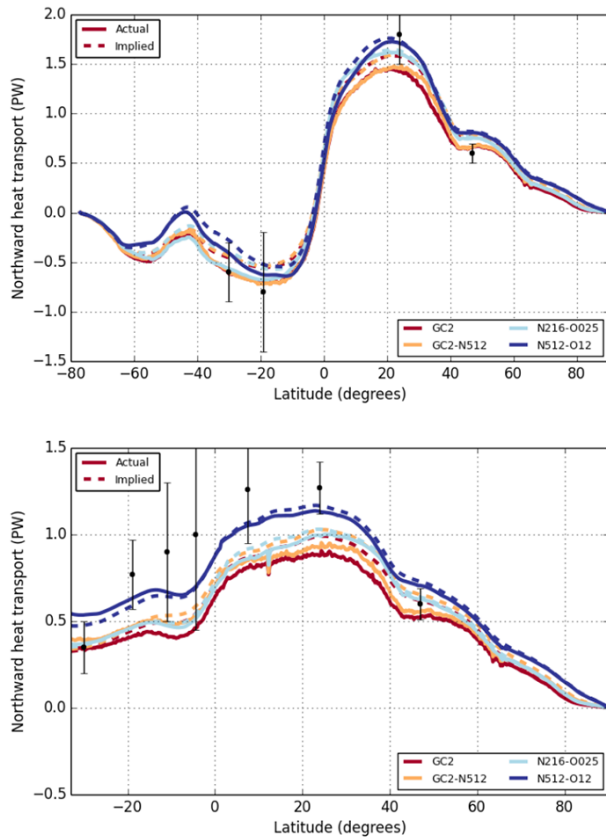 2.0
1.5
1.0
0.5
0.0
−0.5
−1.0
−1.5
Northward heat transport (PW)
Actual
Implied
GC2 N216-O025
GC2-N512 N512-O12
−80 −60 −40 −20 0 20 40 60 80
Latitude (degrees)
1.5
1.0
0.5
0.0
−0.5
Northward heat transport (PW)
Actual
Implied
GC2 N216-O025
GC2-N512 N512-O12
−20 0 20 40 60 80
Latitude (degrees)